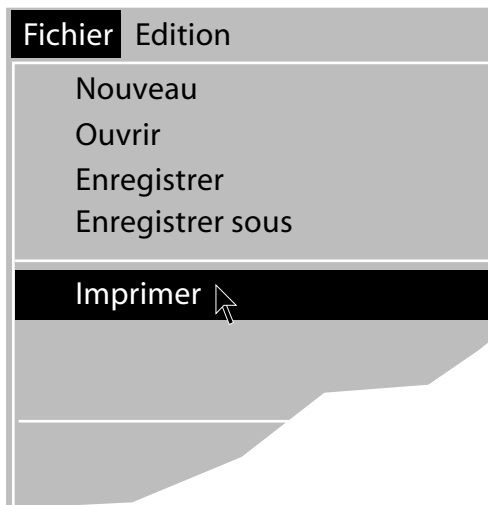 Fichier Edition
Nouveau
Ouvrir
Enregistrer
Enregistrer sous
Imprimer